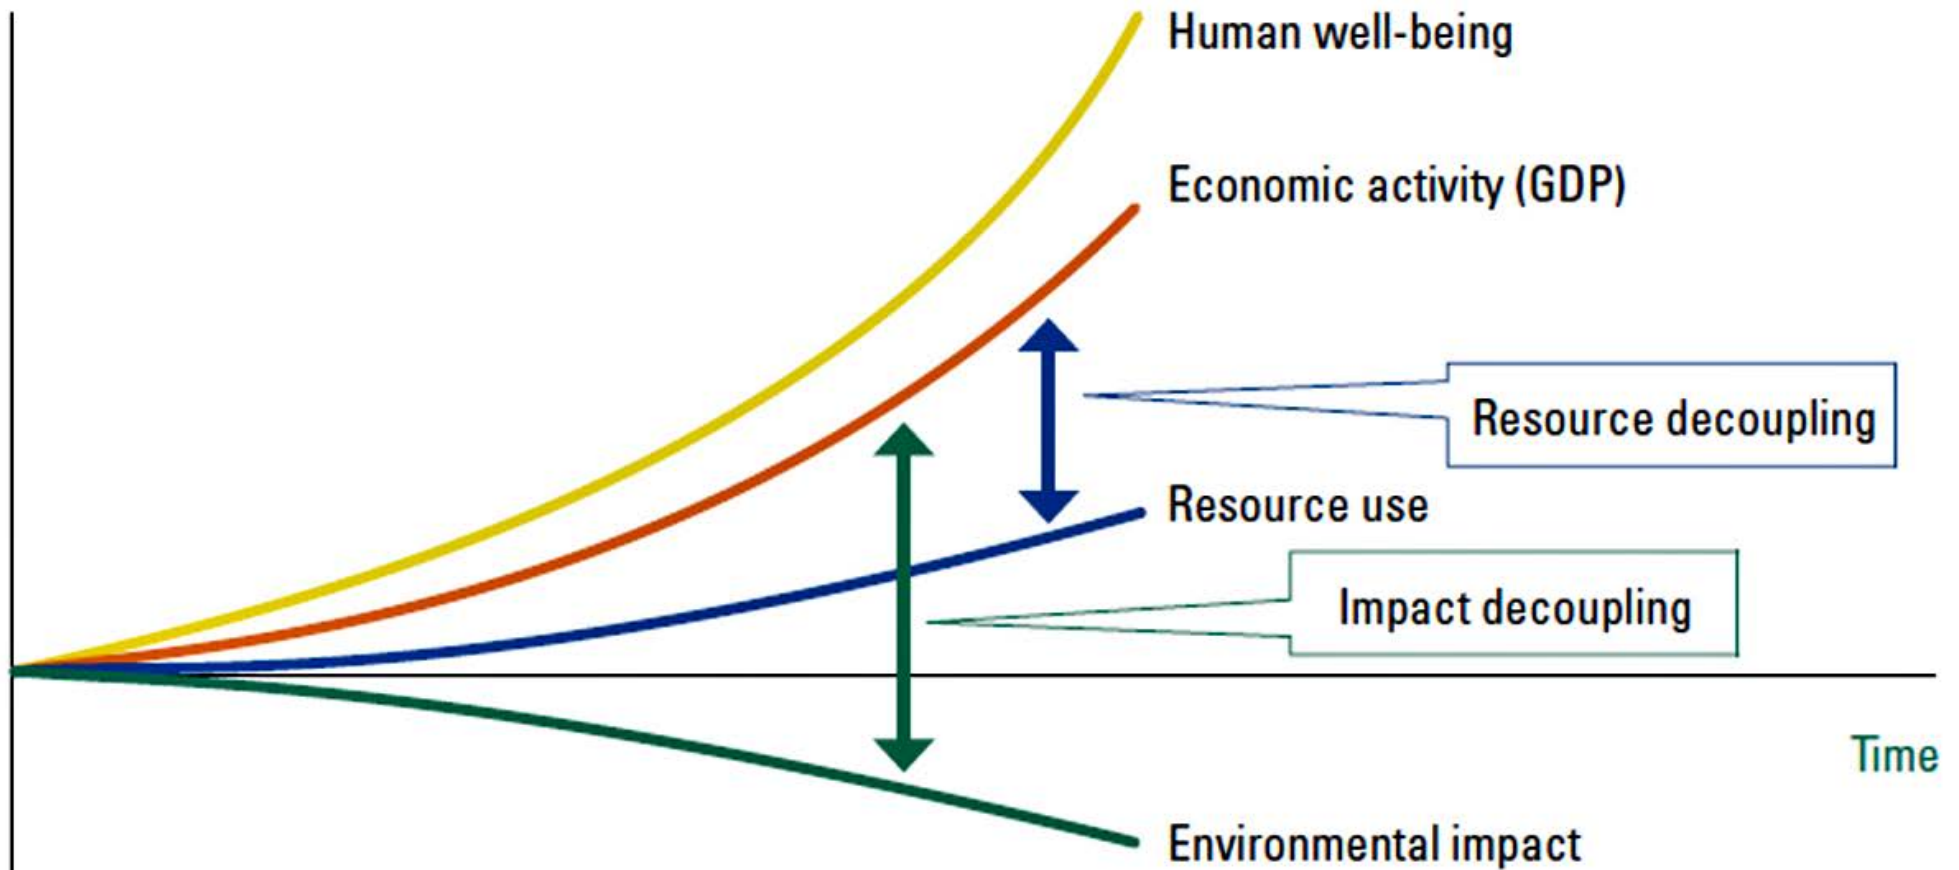 Human well-being
Economic activity (GDP)
Resource decoupling
Resource use
Impact decoupling
Time
Environmental impact